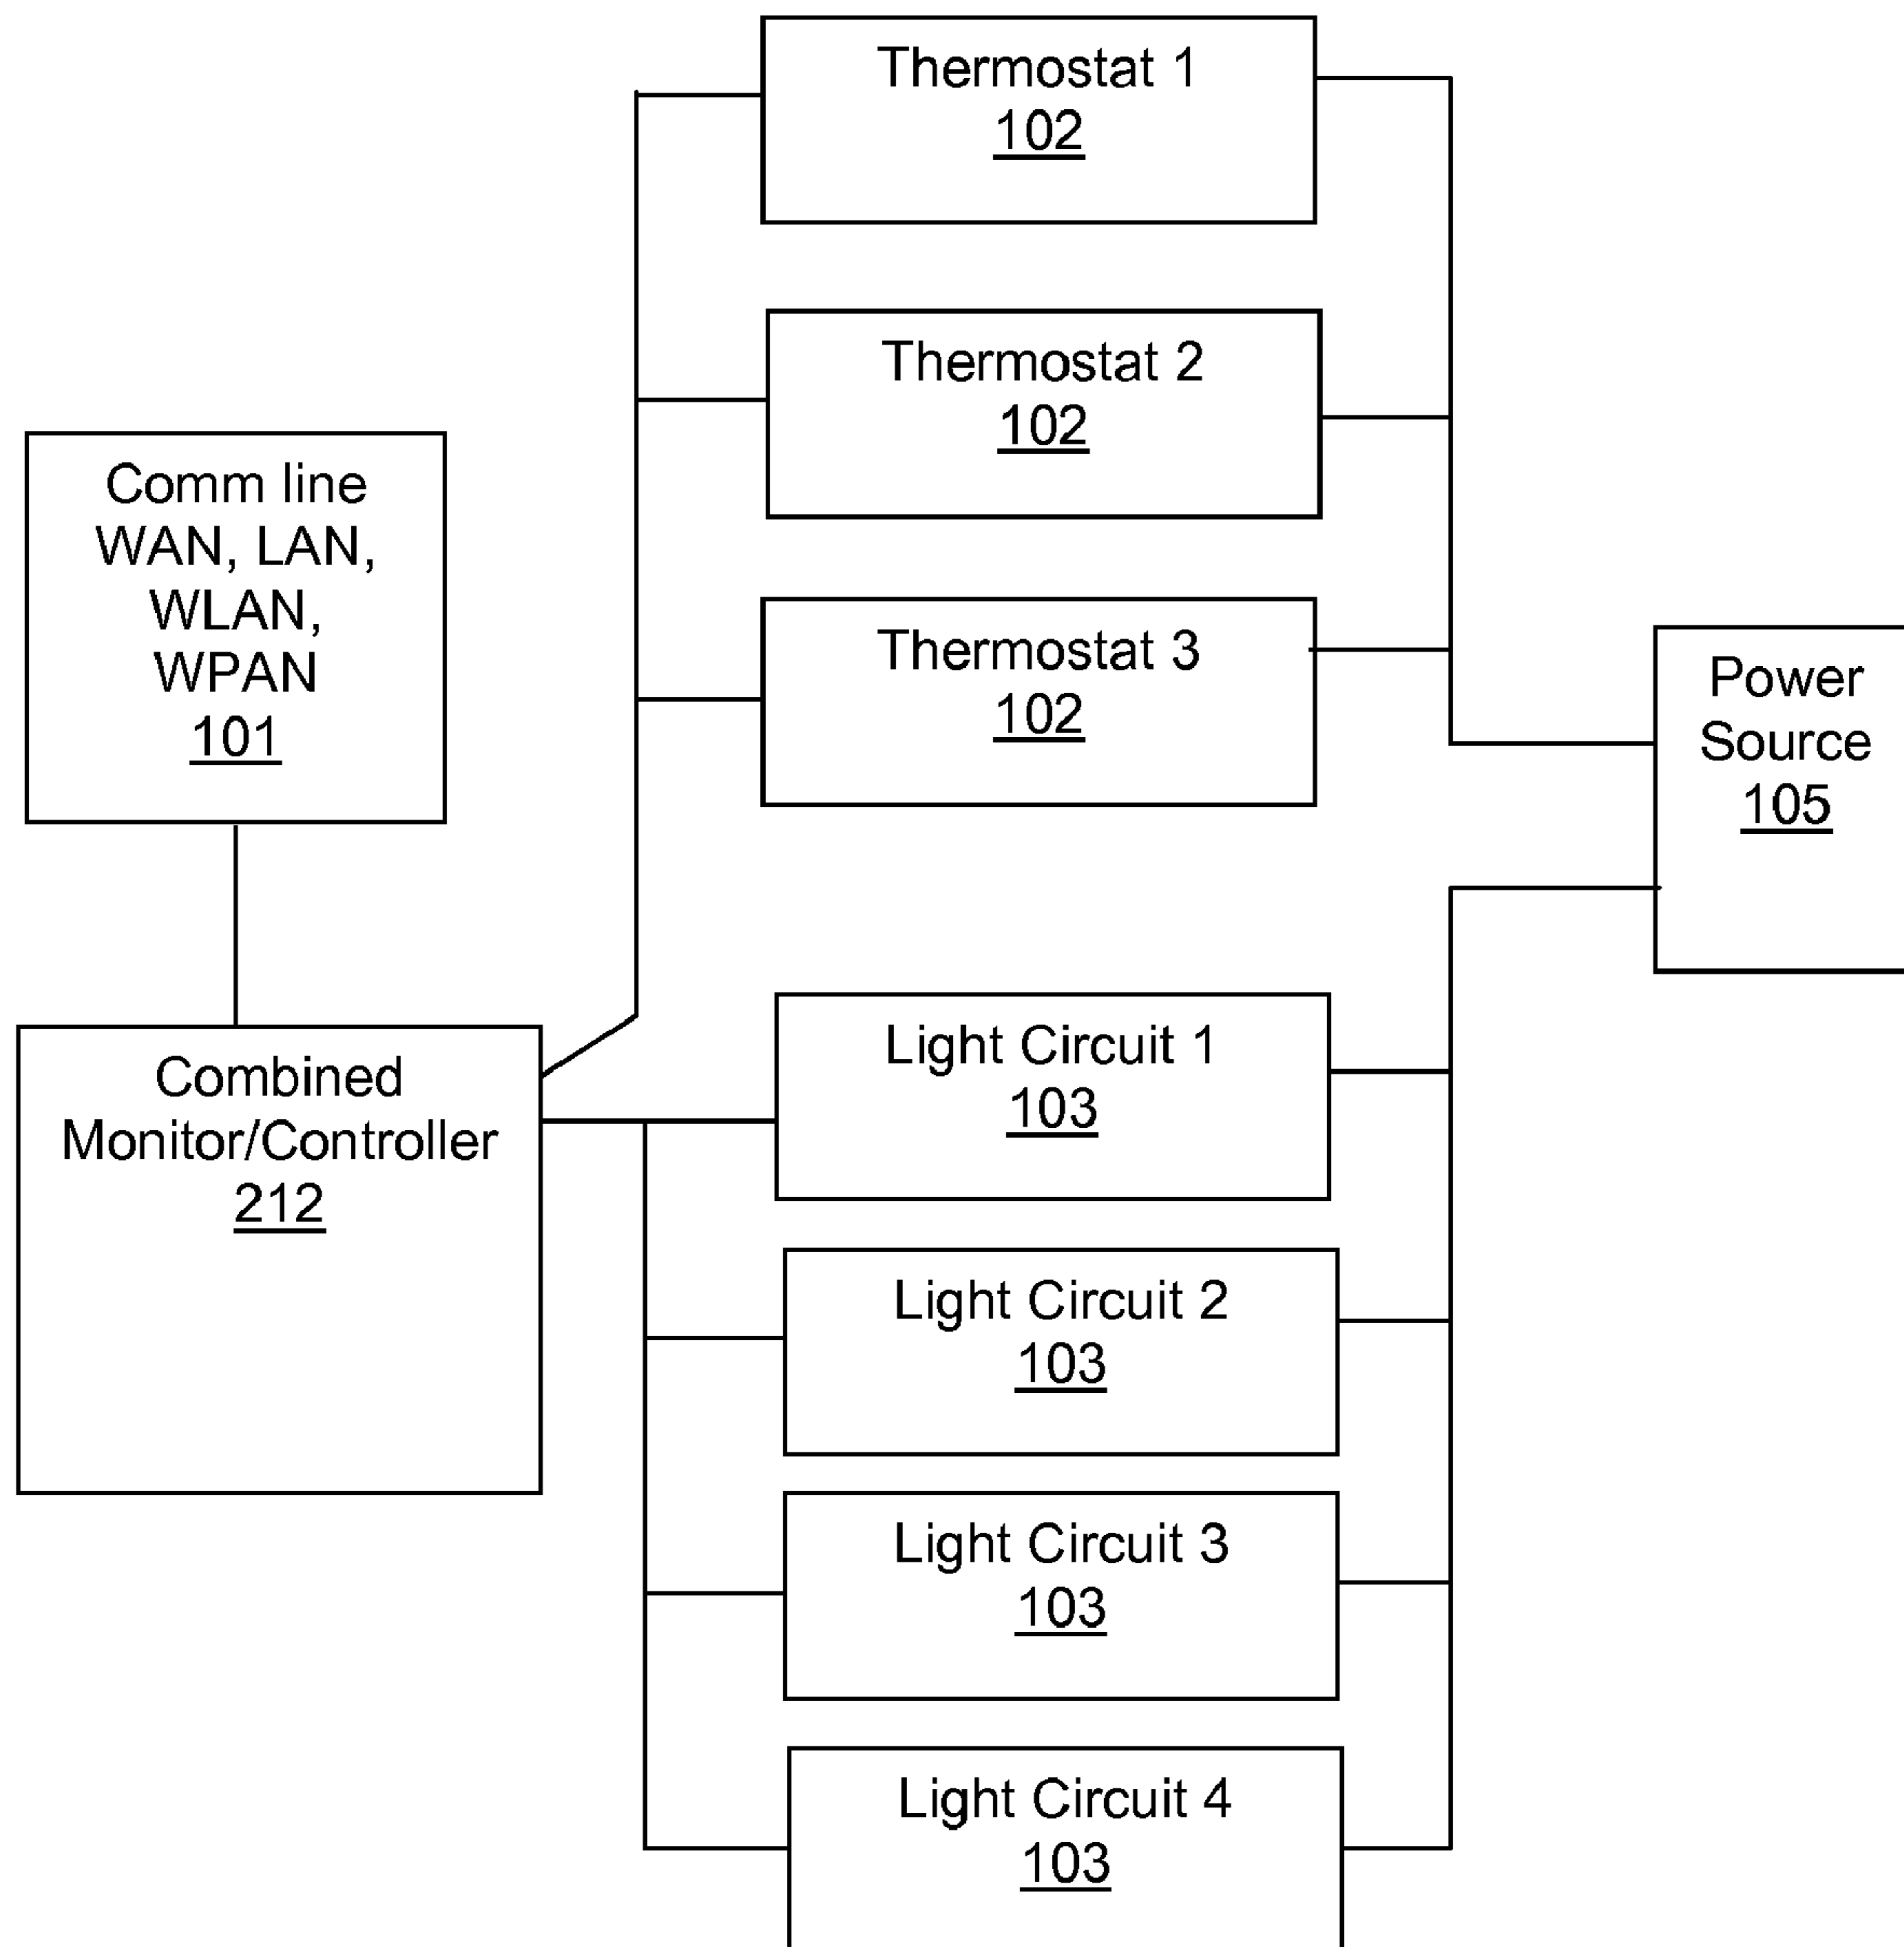 Thermostat 1
102
Thermostat 2
102
Thermostat 3
102
Comm line
WAN, LAN,
WLAN,
WPAN
101
Power
Source
105
Combined
Monitor/Controller
212
Light Circuit 1
103
Light Circuit 2
103
Light Circuit 3
103
Light Circuit 4
103